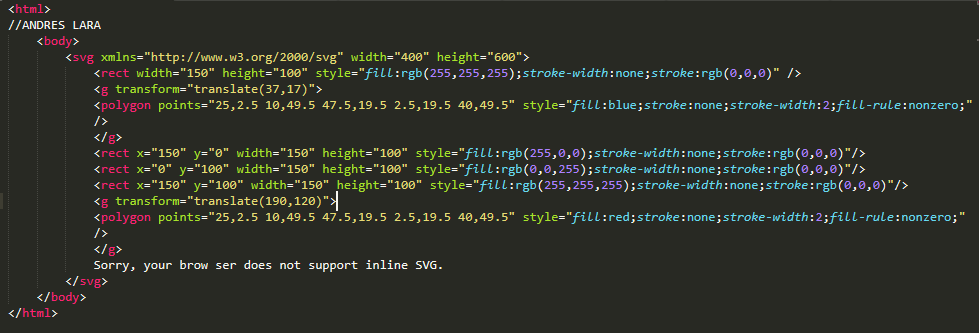 <html>
//ANDRES LARA
<body>
<svg xmlns="http://www.w3.org/2000/svg" width="400" height="600">
<rect width="150" height="100" style="fill:rgb(255,255,255);stroke-width:none;stroke:rgb(0,0,0)" />
<g transform="translate(37,17)">
<polygon points="25,2.5 10,49.5 47.5,19.5 2.5,19.5 40,49.5" style="fill:blue;stroke:none;stroke-width:2;fill-rule:nonzero;"
/>
</g>
<rect x="150" y="0" width="150" height="100" style="fill:rgb(255,0,0);stroke-width:none;stroke:rgb(0,0,0)"/>
<rect x="0" y="100" width="150" height="100" style="fill:rgb(0,0,255);stroke-width:none;stroke:rgb(0,0,0)"/>
<rect x="150" y="100" width="150" height="100" style="fill:rgb(255,255,255);stroke-width:none;stroke:rgb(0,0,0)"/>
<g transform="translate(190,120)">
<polygon points="25,2.5 10,49.5 47.5,19.5 2.5,19.5 40,49.5" style="fill:red;stroke:none;stroke-width:2;fill-rule:nonzero;"
/>
</g>
Sorry, your brow ser does not support inline SVG.
</svg>
</body>
</html>